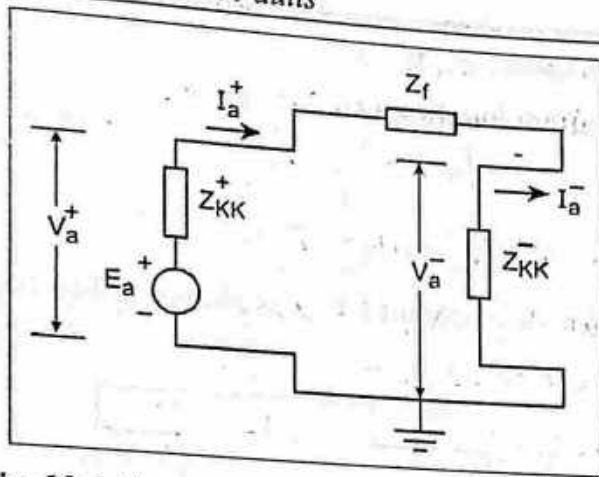 I_a^+
Z_f
Z_KK^+
V_a^+
E_a
+
-
-
I_a^-
V_a^-
Z_KK^-